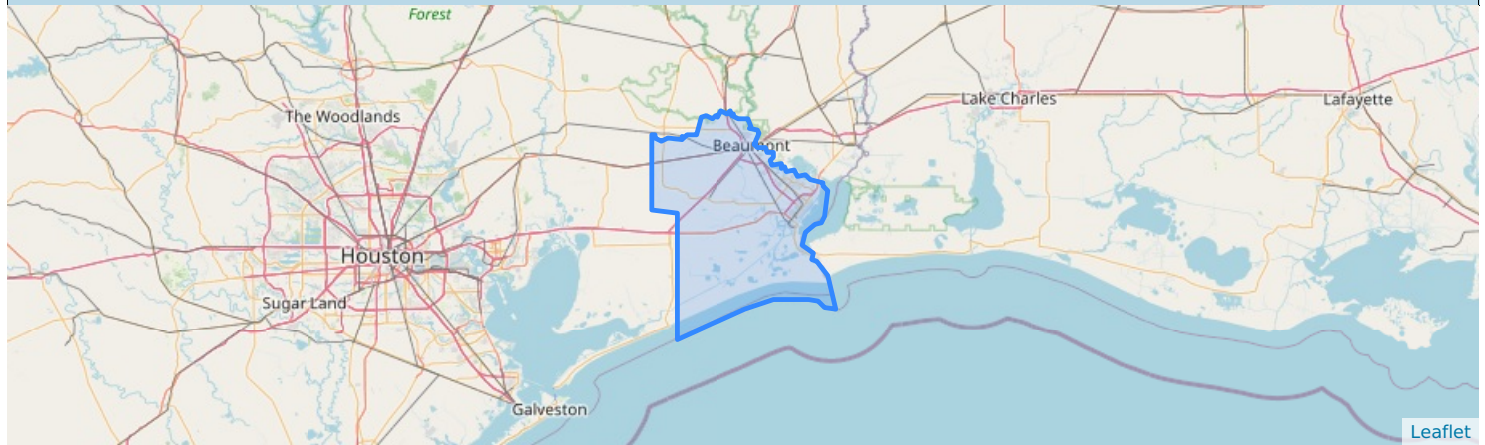 Forest
The Woodlands
Lake Charles
Lafayette
Beaumont
Houston
Sugar Land
Galveston
Leaflet